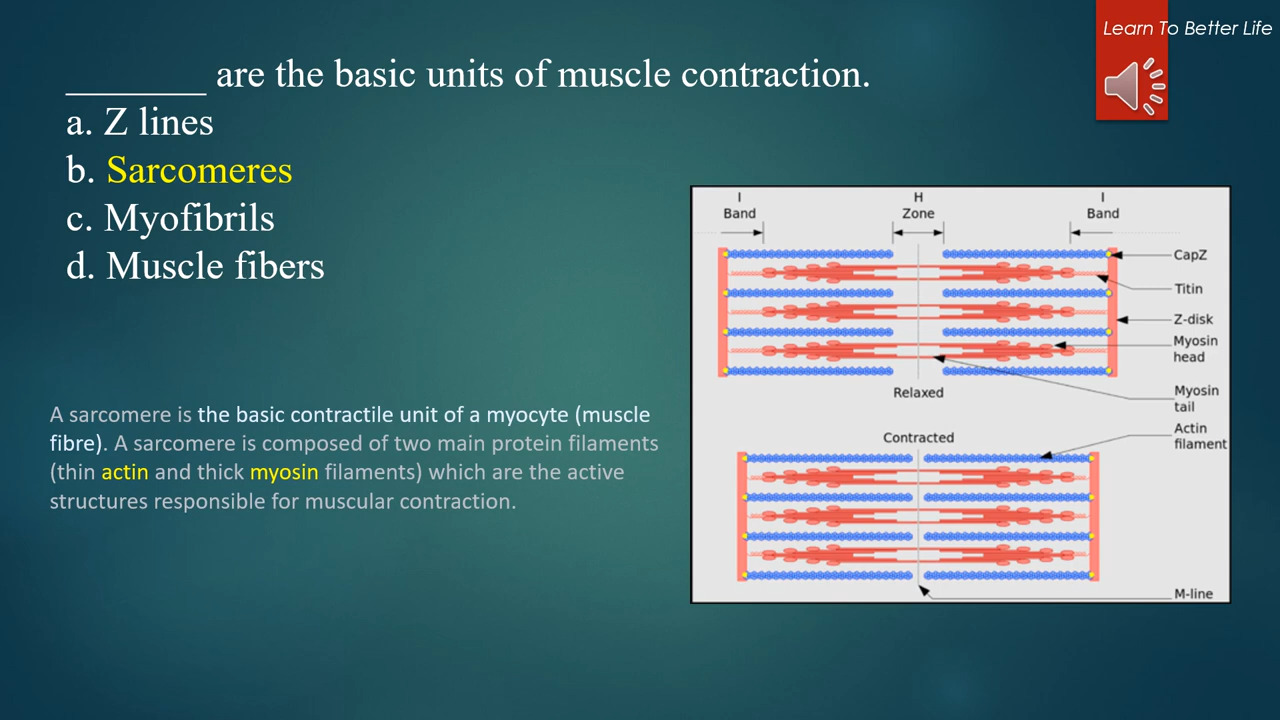 Learn To Better Life
_______ are the basic units of muscle contraction.
a. Z lines
b. Sarcomeres
c. Myofibrils
d. Muscle fibers
A sarcomere is the basic contractile unit of a myocyte (muscle
fibre). A sarcomere is composed of two main protein filaments
(thin actin and thick myosin filaments) which are the active
structures responsible for muscular contraction.
I
Band
H
Zone
I
Band
CapZ
Titin
Z-disk
Myosin
head
Myosin
tail
Relaxed
Actin
filament
Contracted
M-line